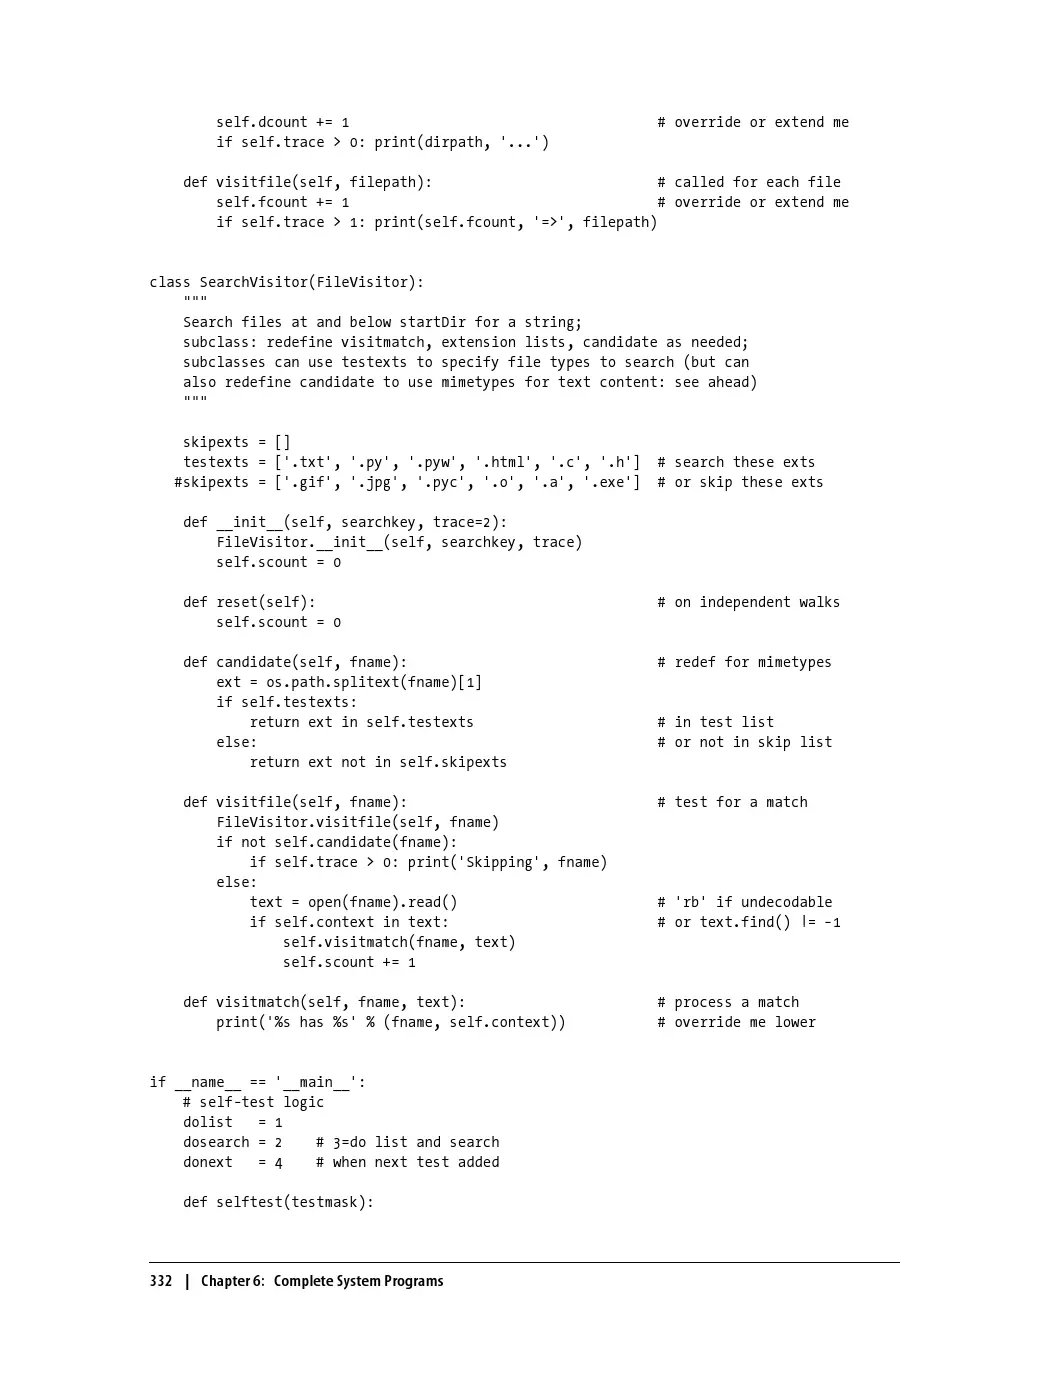 self.dcount += 1                                     # override or extend me
        if self.trace > 0: print(dirpath, '...')

    def visitfile(self, filepath):                           # called for each file
        self.fcount += 1                                     # override or extend me
        if self.trace > 1: print(self.fcount, '=>', filepath)


class SearchVisitor(FileVisitor):
    """
    Search files at and below startDir for a string;
    subclass: redefine visitmatch, extension lists, candidate as needed;
    subclasses can use testexts to specify file types to search (but can
    also redefine candidate to use mimetypes for text content: see ahead)
    """

    skipexts = []
    testexts = ['.txt', '.py', '.pyw', '.html', '.c', '.h']  # search these exts
   #skipexts = ['.gif', '.jpg', '.pyc', '.o', '.a', '.exe']  # or skip these exts

    def __init__(self, searchkey, trace=2):
        FileVisitor.__init__(self, searchkey, trace)
        self.scount = 0

    def reset(self):                                         # on independent walks
        self.scount = 0

    def candidate(self, fname):                              # redef for mimetypes
        ext = os.path.splitext(fname)[1]
        if self.testexts:
            return ext in self.testexts                      # in test list
        else:                                                # or not in skip list
            return ext not in self.skipexts

    def visitfile(self, fname):                              # test for a match
        FileVisitor.visitfile(self, fname)
        if not self.candidate(fname):
            if self.trace > 0: print('Skipping', fname)
        else:
            text = open(fname).read()                        # 'rb' if undecodable
            if self.context in text:                         # or text.find() != -1
                self.visitmatch(fname, text)
                self.scount += 1

    def visitmatch(self, fname, text):                       # process a match
        print('%s has %s' % (fname, self.context))           # override me lower


if __name__ == '__main__':
    # self-test logic
    dolist   = 1
    dosearch = 2    # 3=do list and search
    donext   = 4    # when next test added

    def selftest(testmask):

332 | Chapter 6: Complete System Programs